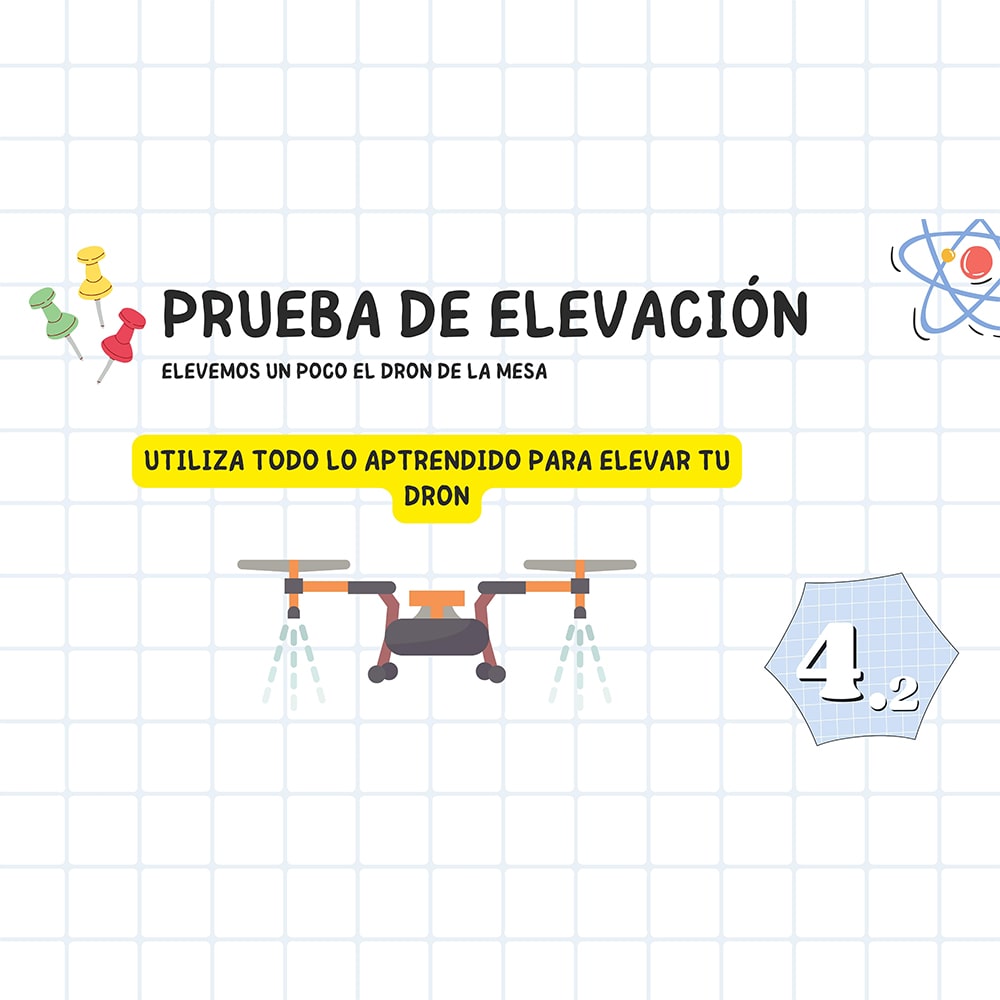 PRUEBA DE ELEVACIÓN
ELEVEMOS UN POCO EL DRON DE LA MESA
UTILIZA TODO LO APTRENDIDO PARA ELEVAR TU
DRON
4.2